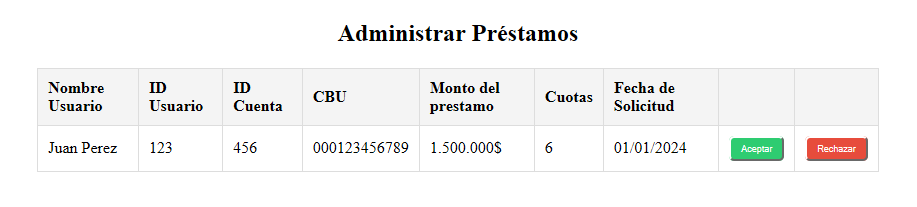 Administrar Préstamos
Nombre Usuario ID Usuario ID Cuenta CBU Monto del prestamo Cuotas Fecha de Solicitud
Juan Perez 123 456 000123456789 1.500.000$ 6 01/01/2024 Aceptar Rechazar